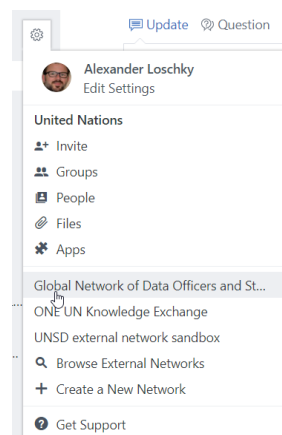 Update Question
Alexander Loschky
Edit Settings
United Nations
Invite
Groups
People
Files
Apps
Global Network of Data Officers and St...
ONE UN Knowledge Exchange
UNSD external network sandbox
Browse External Networks
Create a New Network
Get Support